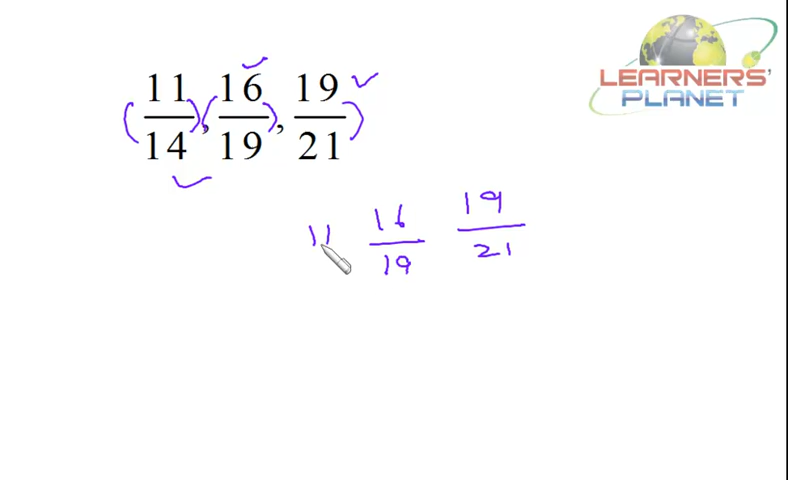 11/14, 16/19, 19/21
LEARNERS'
PLANET
11 16/19 19/21